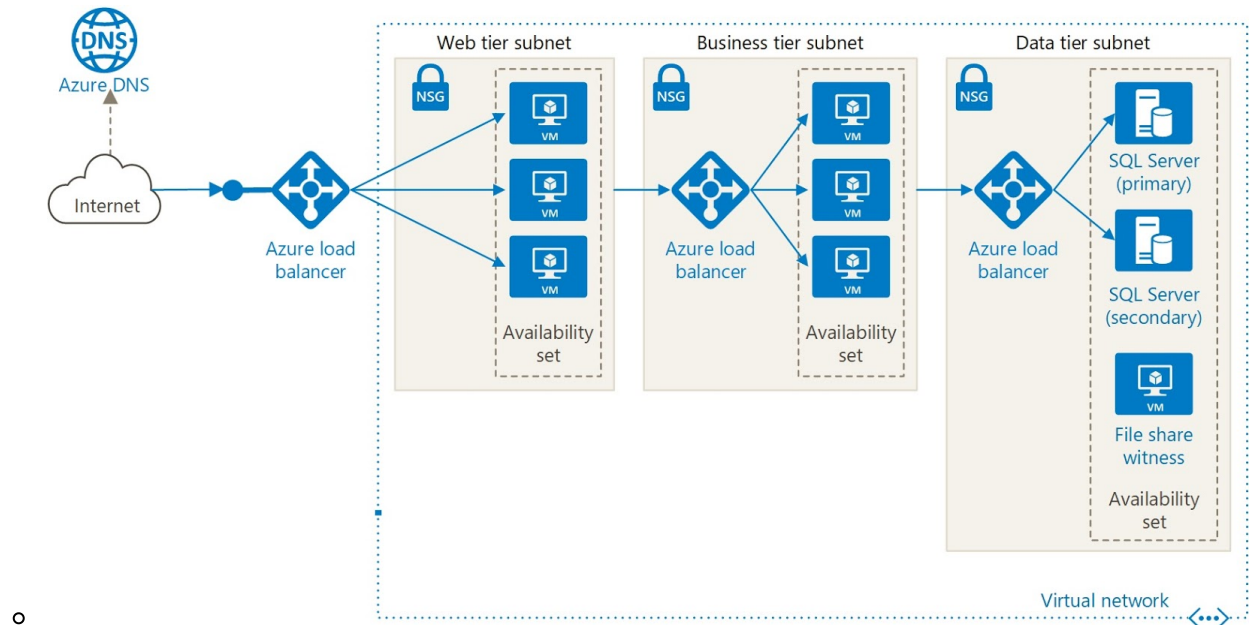 DNS
Azure DNS
Internet
Azure load
balancer
Web tier subnet
NSG
VM
VM
VM
Availability
set
Business tier subnet
NSG
Azure load
balancer
VM
VM
VM
Availability
set
Data tier subnet
NSG
Azure load
balancer
SQL Server
(primary)
SQL Server
(secondary)
VM
File share
witness
Availability
set
Virtual network